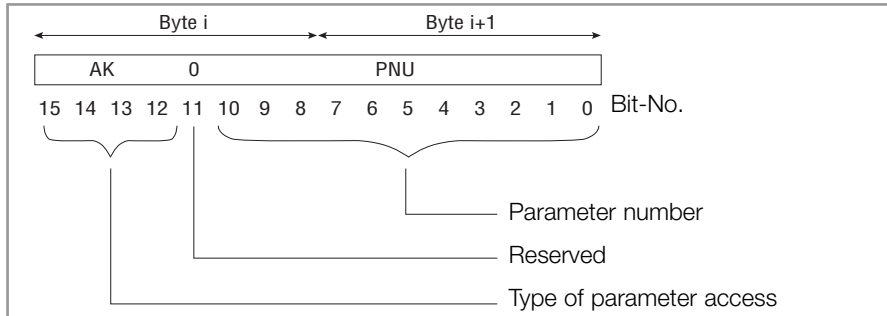 Byte i Byte i+1
AK 0 PNU
15 14 13 12 11 10 9 8 7 6 5 4 3 2 1 0 Bit-No.
Parameter number
Reserved
Type of parameter access